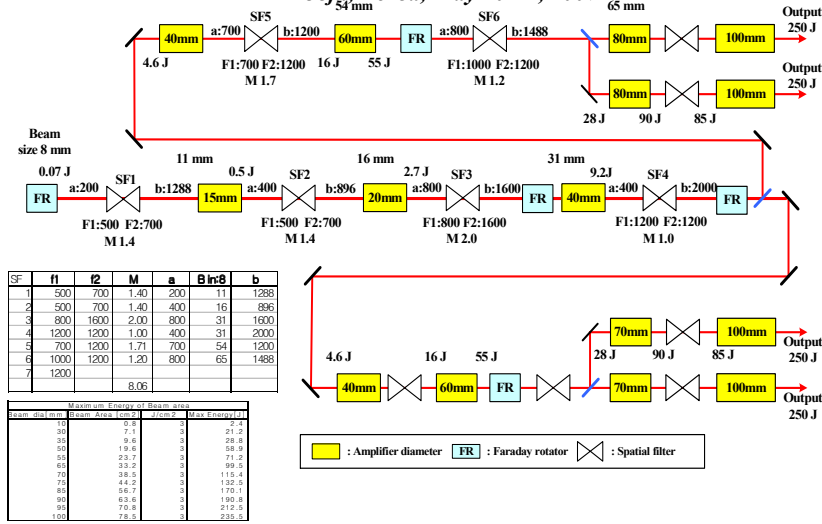 54 mm
65 mm
Output
250 J
SF5
SF6
a:700
b:1200
a:800
b:1488
40mm
60mm
FR
80mm
100mm
4.6 J
F1:700 F2:1200
M 1.7
16 J
55 J
F1:1000 F2:1200
M 1.2
Output
250 J
80mm
100mm
28 J
90 J
85 J
Beam
size 8 mm
11 mm
16 mm
31 mm
0.07 J
SF1
0.5 J
SF2
2.7 J
SF3
9.2J
SF4
a:200
b:1288
a:400
b:896
a:800
b:1600
a:400
b:2000
FR
15mm
20mm
FR
40mm
FR
F1:500 F2:700
M 1.4
F1:500 F2:700
M 1.4
F1:800 F2:1600
M 2.0
F1:1200 F2:1200
M 1.0
SF f1 f2 M a B in:8 b
1 500 700 1.40 200 11 1288
2 500 700 1.40 400 16 896
3 800 1600 2.00 800 31 1600
4 1200 1200 1.00 400 31 2000
5 700 1200 1.71 700 54 1200
6 1000 1200 1.20 800 65 1488
7 1200
8.06
70mm
100mm
Output
250 J
4.6 J
16 J
55 J
28 J
90 J
85 J
40mm
60mm
FR
70mm
100mm
Output
250 J
Maximum Energy of Beam area
Beam dia[mm] Beam Area [cm2] J/cm2 Max Energy[J]
10 0.8 3 2.4
30 7.1 3 21.2
35 9.6 3 28.8
50 19.6 3 58.9
55 23.7 3 71.2
65 33.2 3 99.5
70 38.5 3 115.4
75 44.2 3 132.5
85 56.7 3 170.1
90 63.6 3 190.8
95 70.8 3 212.5
100 78.5 3 235.5
: Amplifier diameter FR : Faraday rotator : Spatial filter